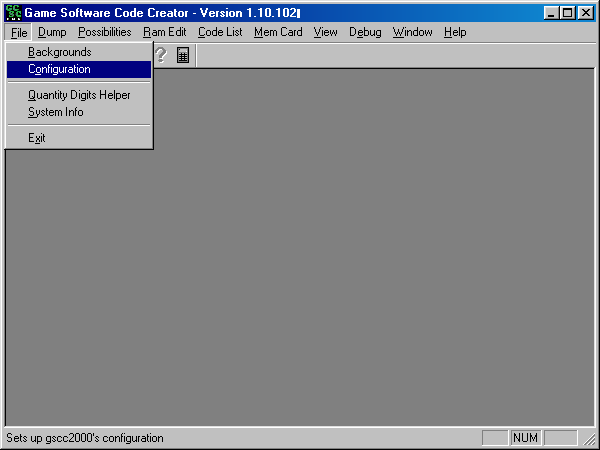 Game Software Code Creator - Version 1.10.102
File Dump Possibilities Ram Edit Code List Mem Card View Debug Window Help
Backgrounds
Configuration
Quantity Digits Helper
System Info
Exit
Sets up gscc2000's configuration NUM